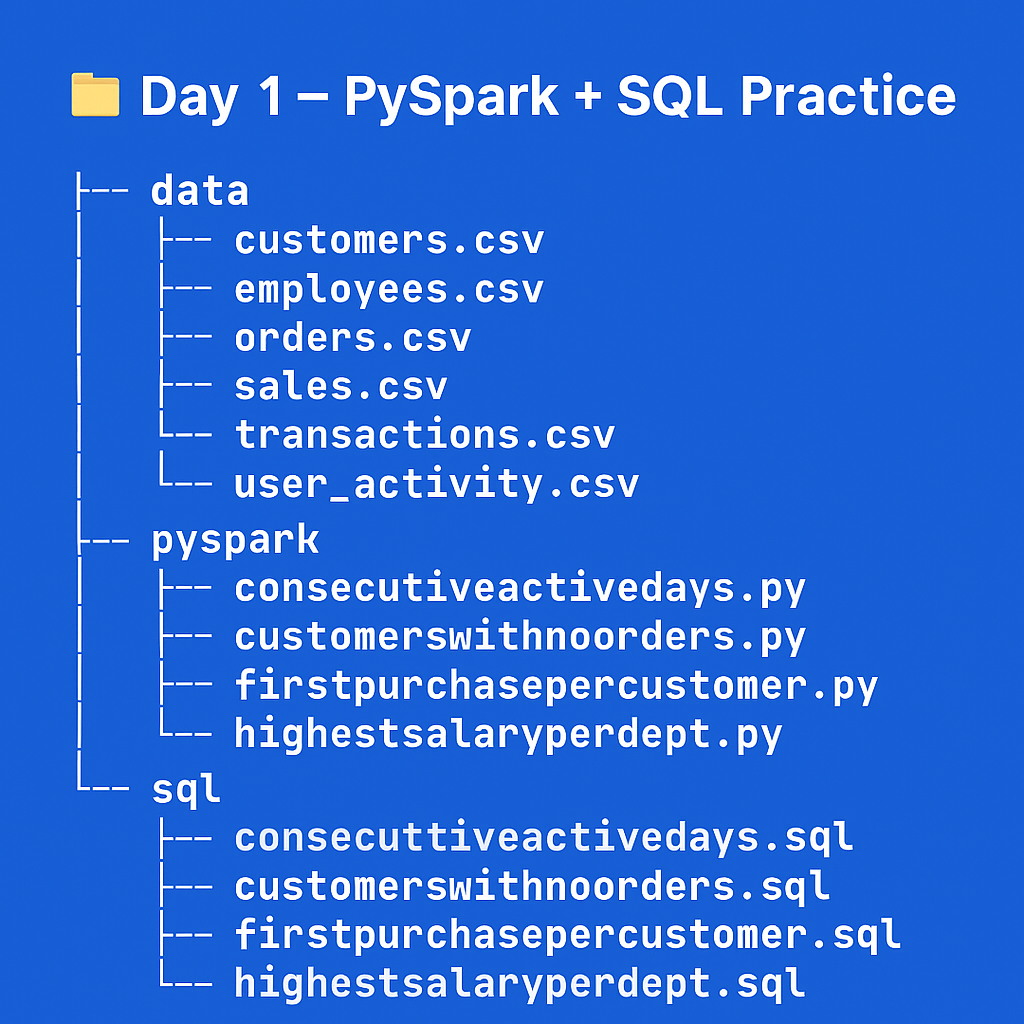 Day 1 – PySpark + SQL Practice
├── data
│   ├── customers.csv
│   ├── employees.csv
│   ├── orders.csv
│   ├── sales.csv
│   └── transactions.csv
│   └── user_activity.csv
├── pyspark
│   ├── consecutiveactivedays.py
│   ├── customerswithnoorders.py
│   ├── firstpurchasepercustomer.py
│   └── highestsalaryperdept.py
└── sql
    ├── consecuttiveactivedays.sql
    ├── customerswithnoorders.sql
    ├── firstpurchasepercustomer.sql
    └── highestsalaryperdept.sql